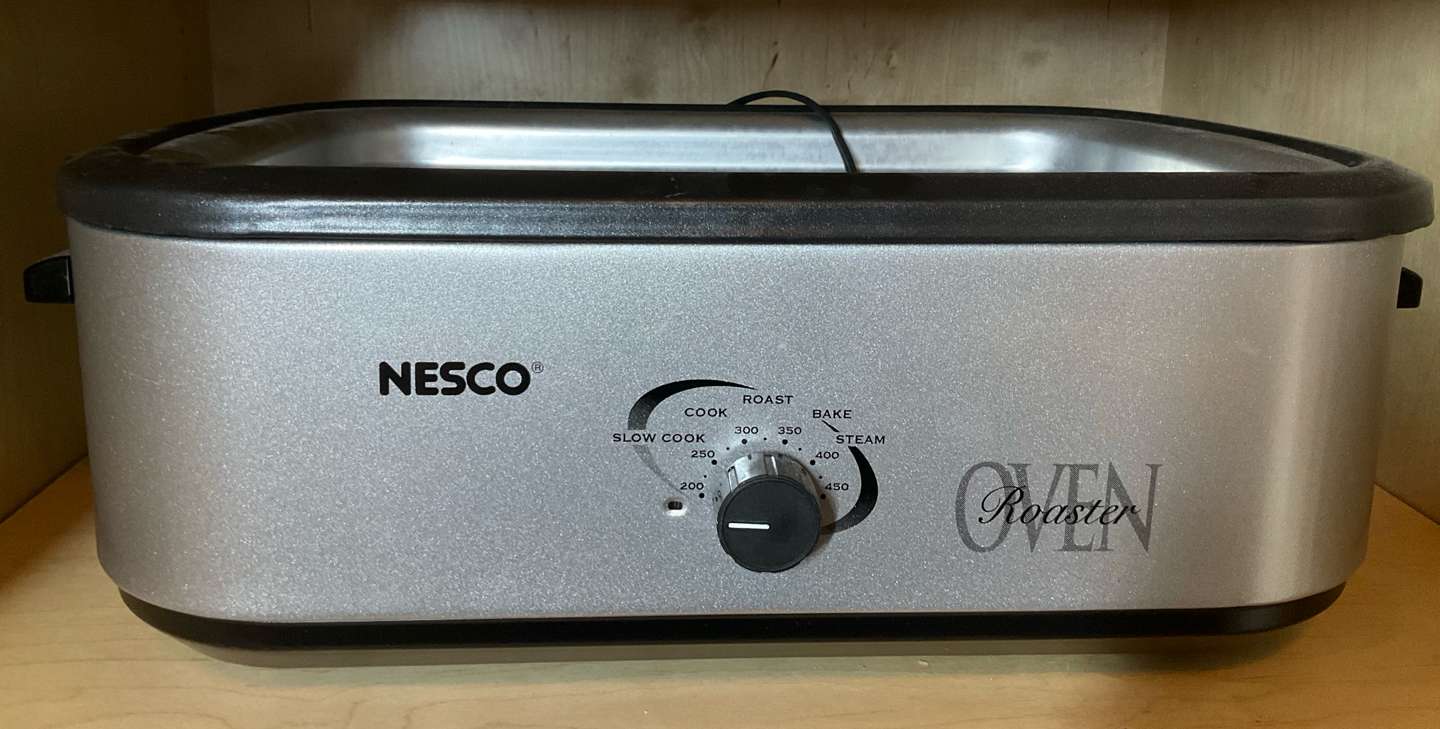 NESCO®
ROAST
COOK
BAKE
SLOW COOK
STEAM
300
350
250
400
200
450
OVEN
Roaster